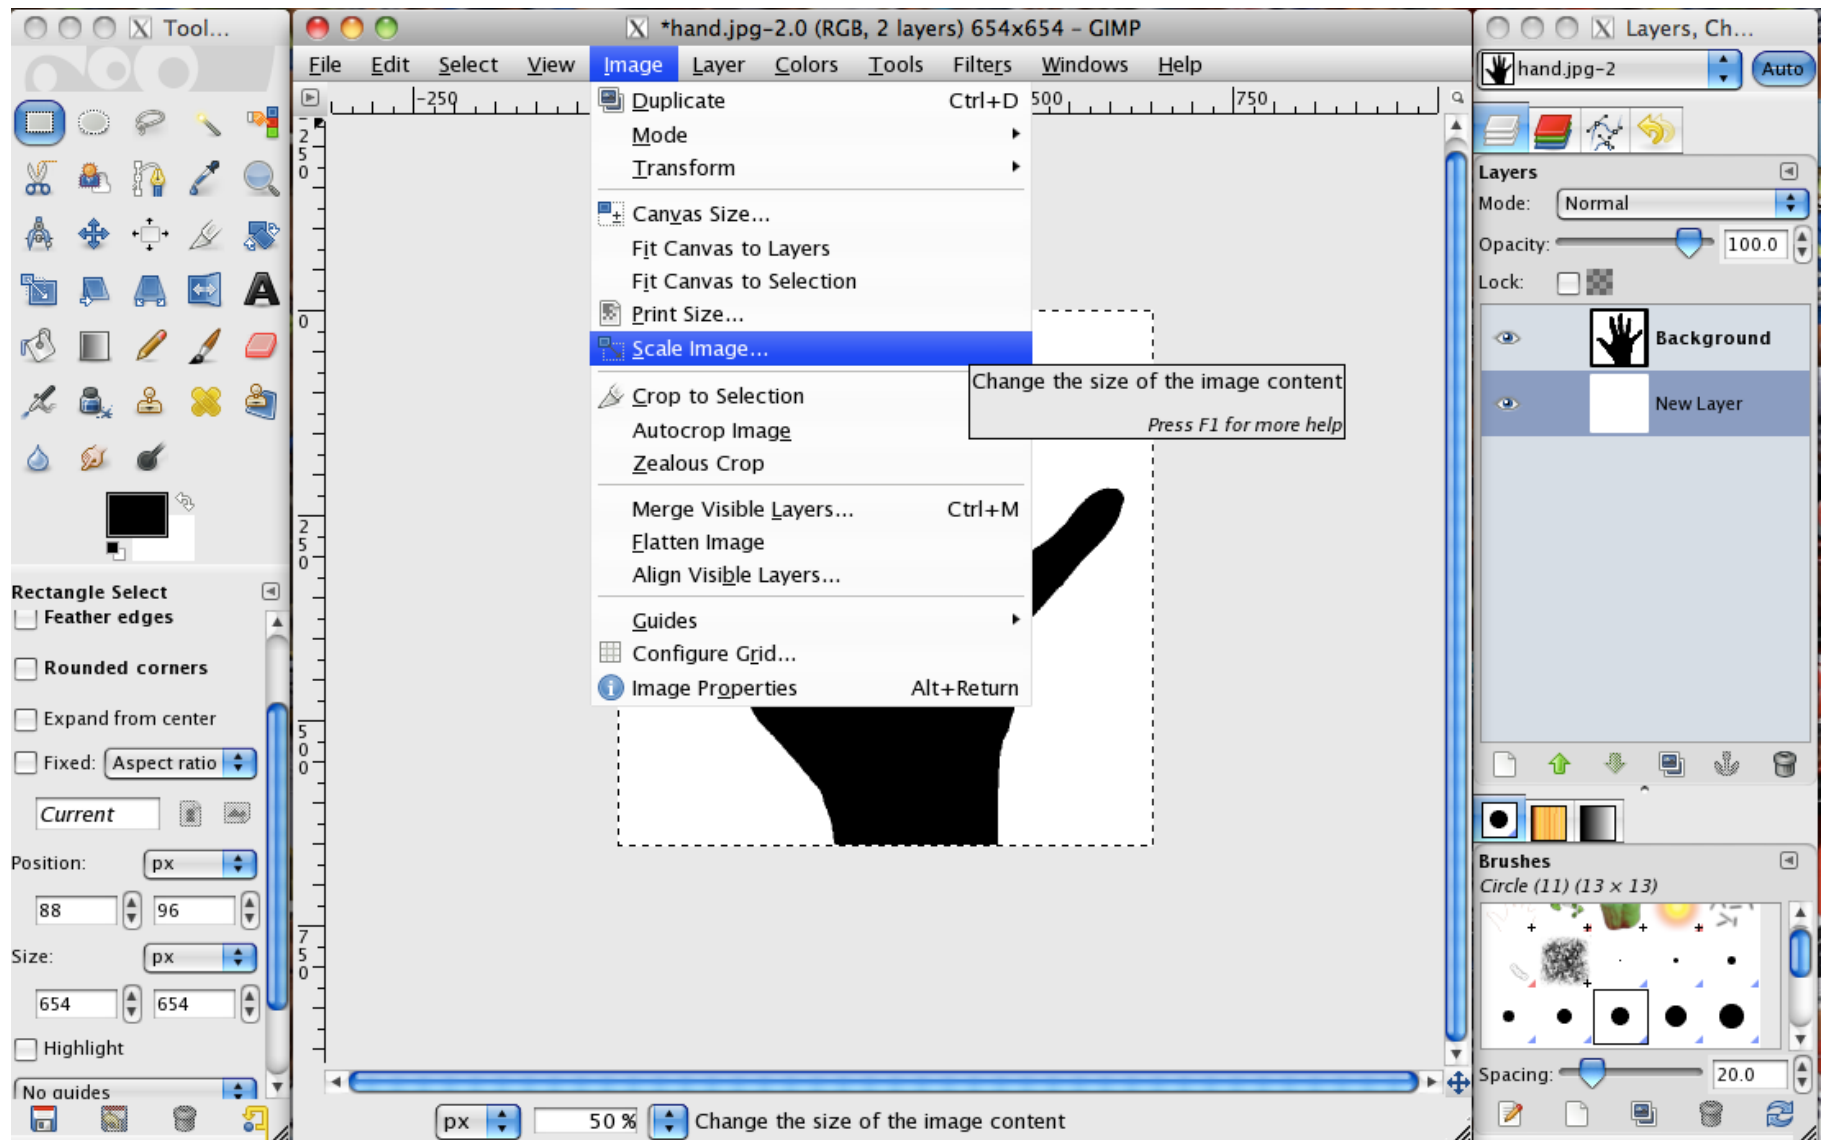 Tool...
Rectangle Select
Feather edges
Rounded corners
Expand from center
Fixed: Aspect ratio
Current
Position: px
88 96
Size: px
654 654
Highlight
No guides
*hand.jpg-2.0 (RGB, 2 layers) 654x654 – GIMP
File Edit Select View Image Layer Colors Tools Filters Windows Help
-250 500 750
250
0
250
500
750
Duplicate Ctrl+D
Mode
Transform
Canvas Size...
Fit Canvas to Layers
Fit Canvas to Selection
Print Size...
Scale Image...
Change the size of the image content
Press F1 for more help
Crop to Selection
Autocrop Image
Zealous Crop
Merge Visible Layers... Ctrl+M
Flatten Image
Align Visible Layers...
Guides
Configure Grid...
Image Properties Alt+Return
px 50 % Change the size of the image content
Layers, Ch...
hand.jpg-2 Auto
Layers
Mode: Normal
Opacity: 100.0
Lock:
Background
New Layer
Brushes
Circle (11) (13 × 13)
Spacing: 20.0